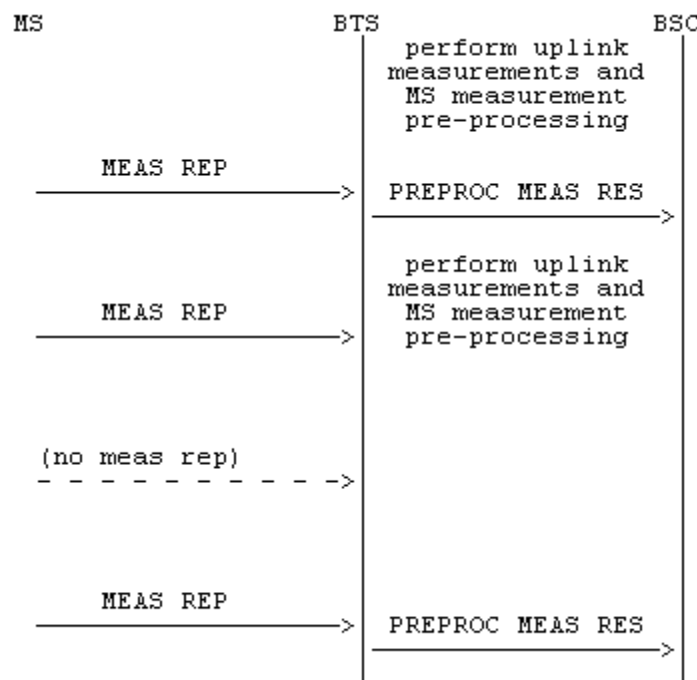 MS BTS BSC
perform uplink
measurements and
MS measurement
pre-processing
MEAS REP
PREPROC MEAS RES
perform uplink
measurements and
MS measurement
pre-processing
MEAS REP
(no meas rep)
MEAS REP
PREPROC MEAS RES